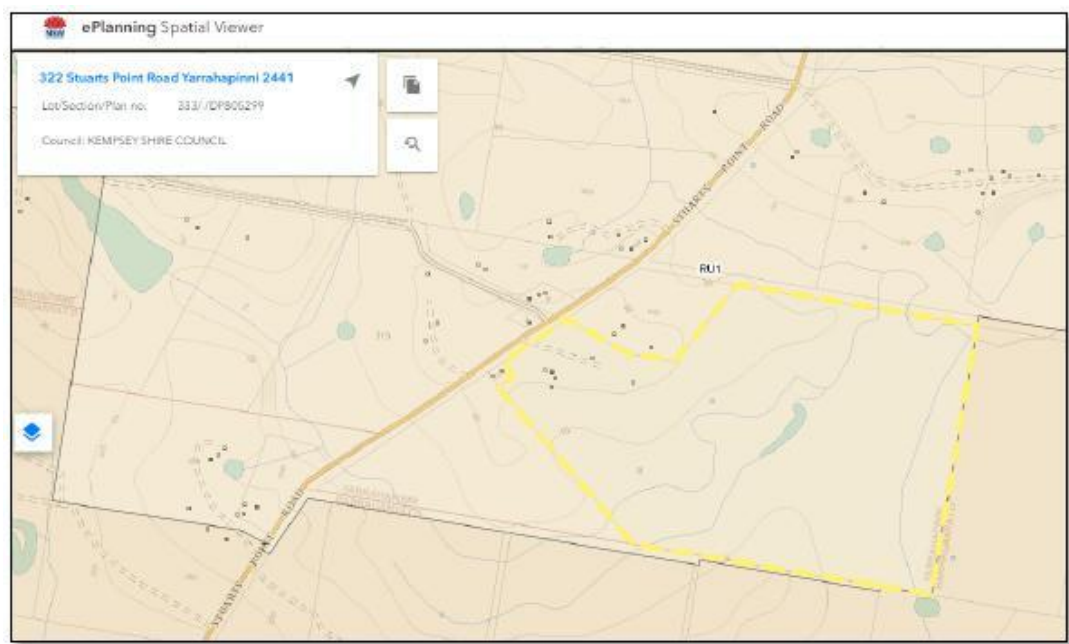 NSW
ePlanning Spatial Viewer
322 Stuarts Point Road Yarrahapinni 2441
Lot/Section/Plan no: 333/-/DP805299
Council: KEMPSEY SHIRE COUNCIL
STUARTS POINT ROAD
RU1
STUARTS POINT ROAD